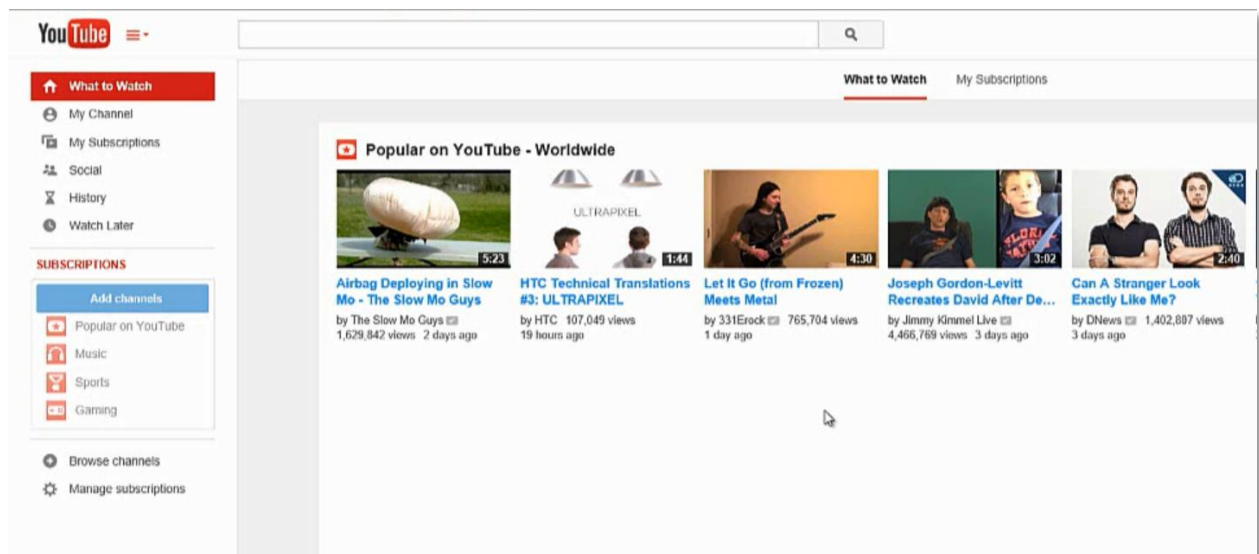 YouTube
What to Watch
My Subscriptions
What to Watch
My Channel
My Subscriptions
Social
History
Watch Later
SUBSCRIPTIONS
Add channels
Popular on YouTube
Music
Sports
Gaming
Browse channels
Manage subscriptions
Popular on YouTube - Worldwide
5:23
Airbag Deploying in Slow
Mo - The Slow Mo Guys
by The Slow Mo Guys
1,629,842 views 2 days ago
ULTRAPIXEL
1:44
HTC Technical Translations
#3: ULTRAPIXEL
by HTC 107,049 views
19 hours ago
4:30
Let It Go (from Frozen)
Meets Metal
by 331Erock 765,704 views
1 day ago
3:02
Joseph Gordon-Levitt
Recreates David After De...
by Jimmy Kimmel Live
4,466,769 views 3 days ago
2:40
Can A Stranger Look
Exactly Like Me?
by DNews 1,402,807 views
3 days ago